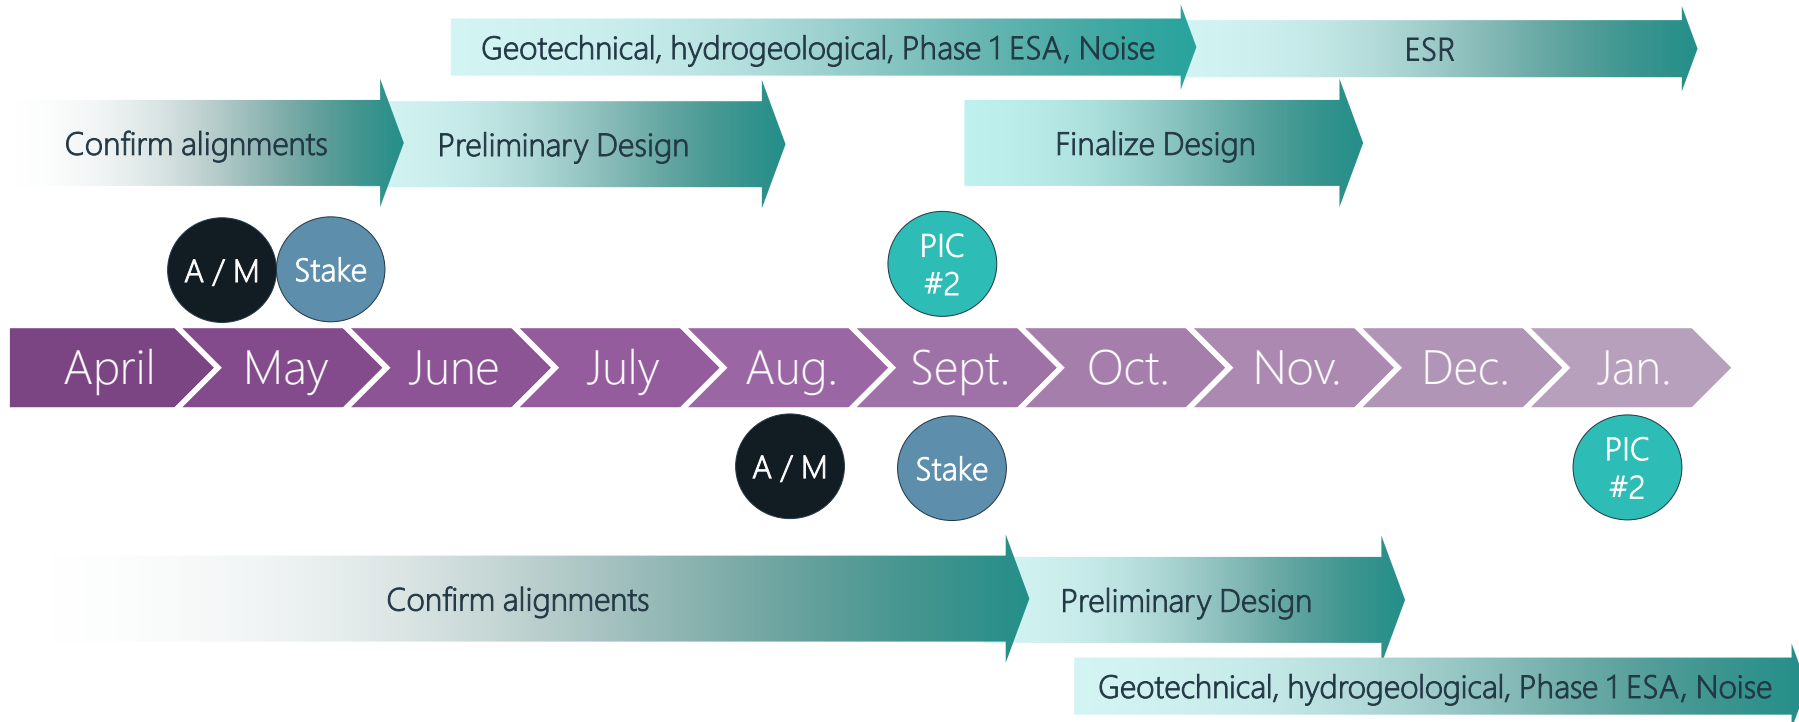 Geotechnical, hydrogeological, Phase 1 ESA, Noise
ESR
Confirm alignments
Preliminary Design
Finalize Design
A / M
Stake
PIC
#2
April
May
June
July
Aug.
Sept.
Oct.
Nov.
Dec.
Jan.
A / M
Stake
PIC
#2
Confirm alignments
Preliminary Design
Geotechnical, hydrogeological, Phase 1 ESA, Noise